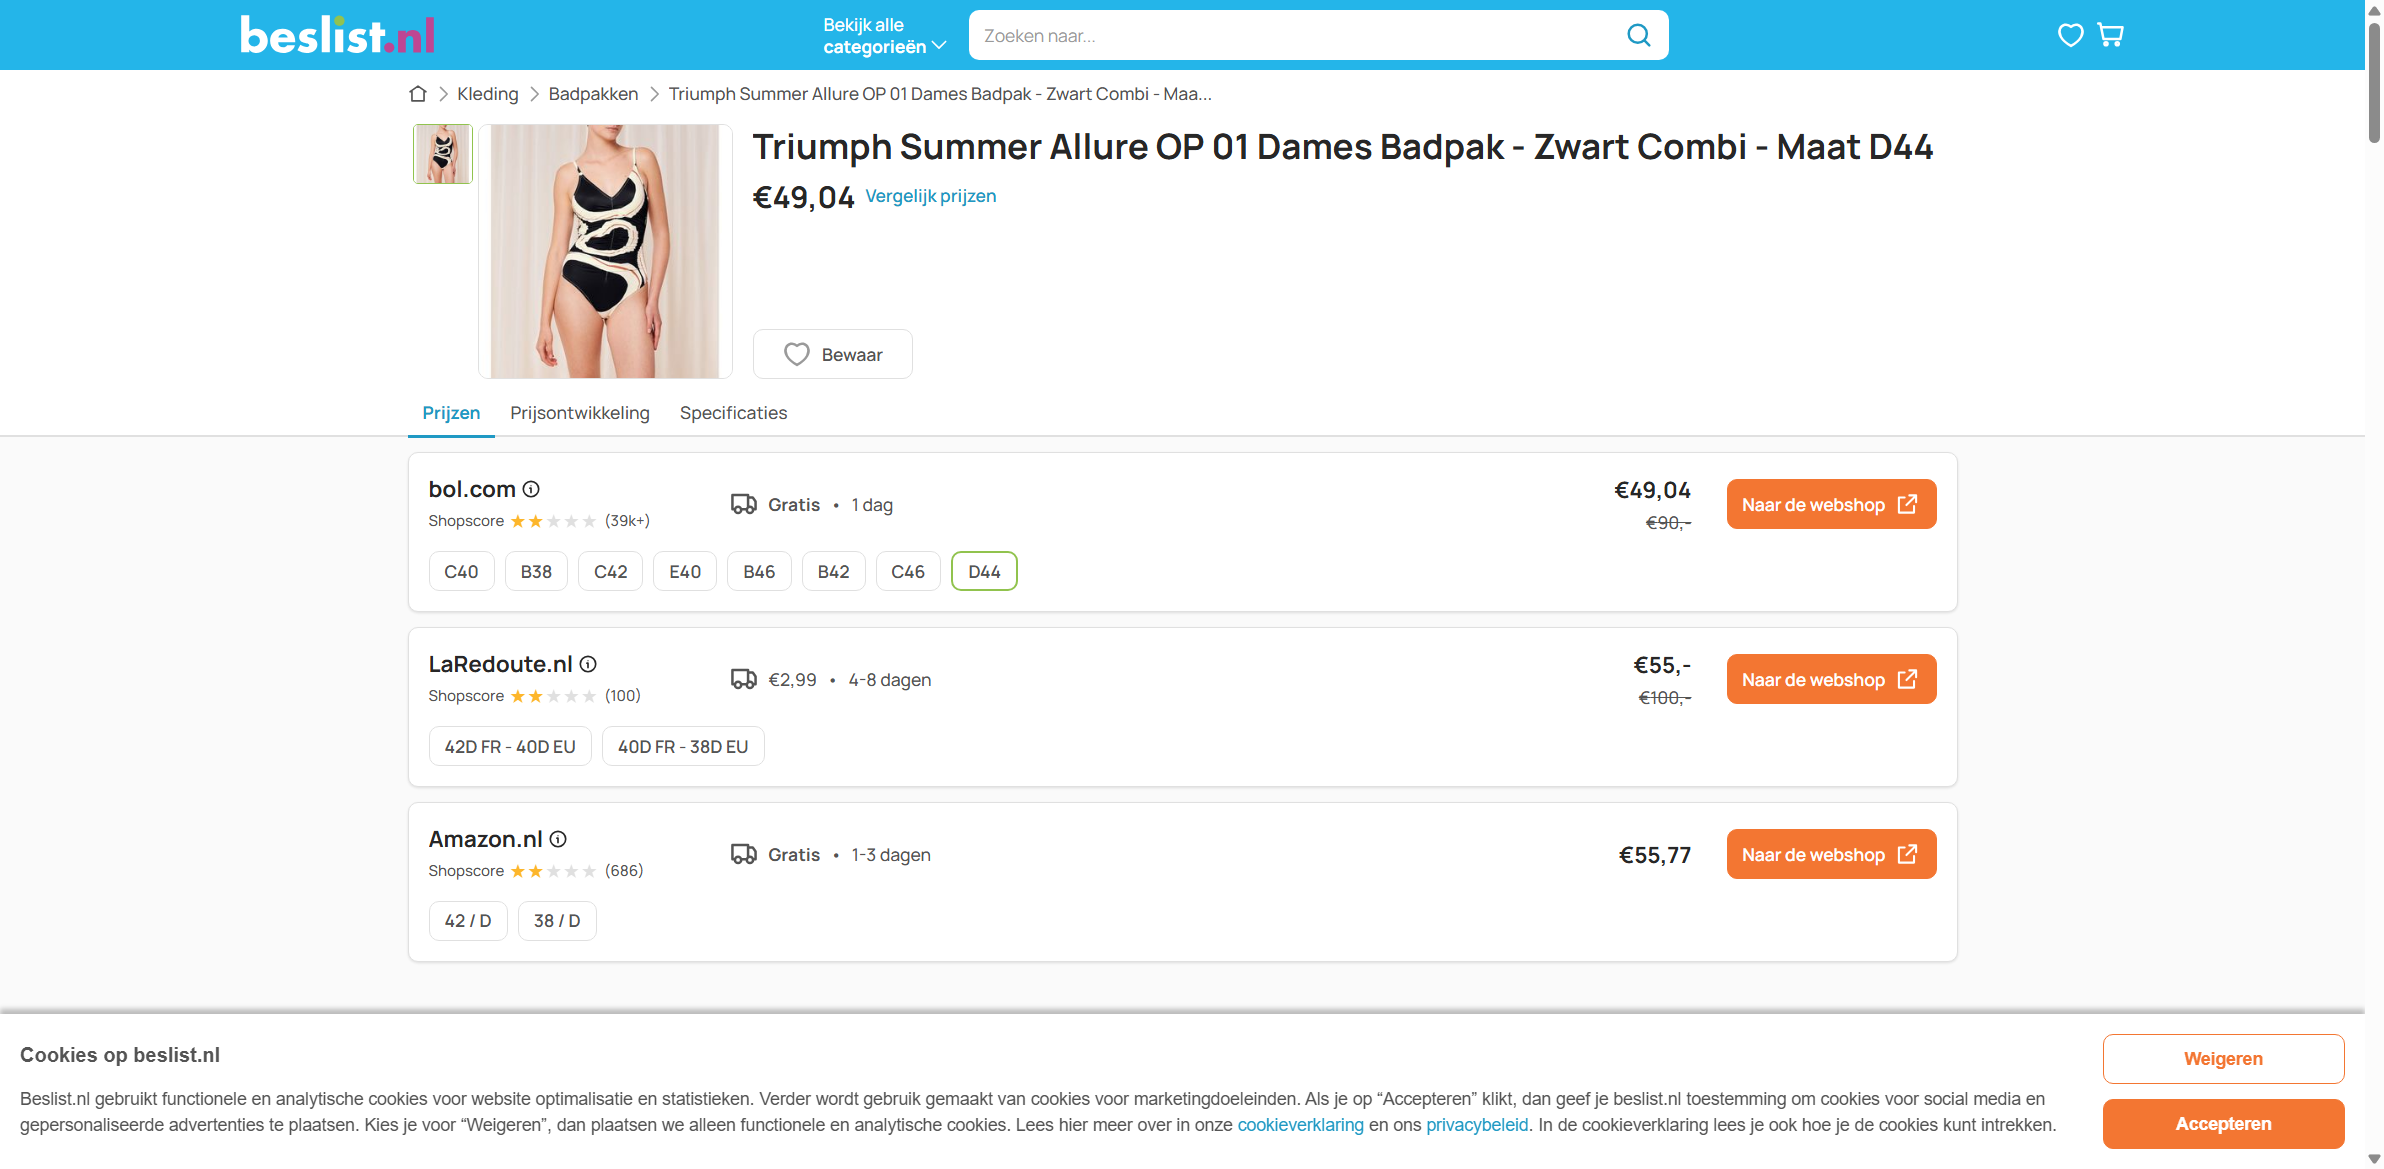 beslist.nl
Bekijk alle
categorieën
Zoeken naar...
Kleding
Badpakken
Triumph Summer Allure OP 01 Dames Badpak - Zwart Combi - Maa...
Triumph Summer Allure OP 01 Dames Badpak - Zwart Combi - Maat D44
€49,04 Vergelijk prijzen
Bewaar
Prijzen Prijsontwikkeling Specificaties
bol.com
Shopscore (39k+)
Gratis • 1 dag
€49,04
€90,-
Naar de webshop
C40 B38 C42 E40 B46 B42 C46 D44
LaRedoute.nl
Shopscore (100)
€2,99 • 4-8 dagen
€55,-
€100,-
Naar de webshop
42D FR - 40D EU 40D FR - 38D EU
Amazon.nl
Shopscore (686)
Gratis • 1-3 dagen
€55,77
Naar de webshop
42 / D 38 / D
Cookies op beslist.nl
Beslist.nl gebruikt functionele en analytische cookies voor website optimalisatie en statistieken. Verder wordt gebruik gemaakt van cookies voor marketingdoeleinden. Als je op “Accepteren” klikt, dan geef je beslist.nl toestemming om cookies voor social media en
gepersonaliseerde advertenties te plaatsen. Kies je voor “Weigeren”, dan plaatsen we alleen functionele en analytische cookies. Lees hier meer over in onze cookieverklaring en ons privacybeleid. In de cookieverklaring lees je ook hoe je de cookies kunt intrekken.
Weigeren
Accepteren